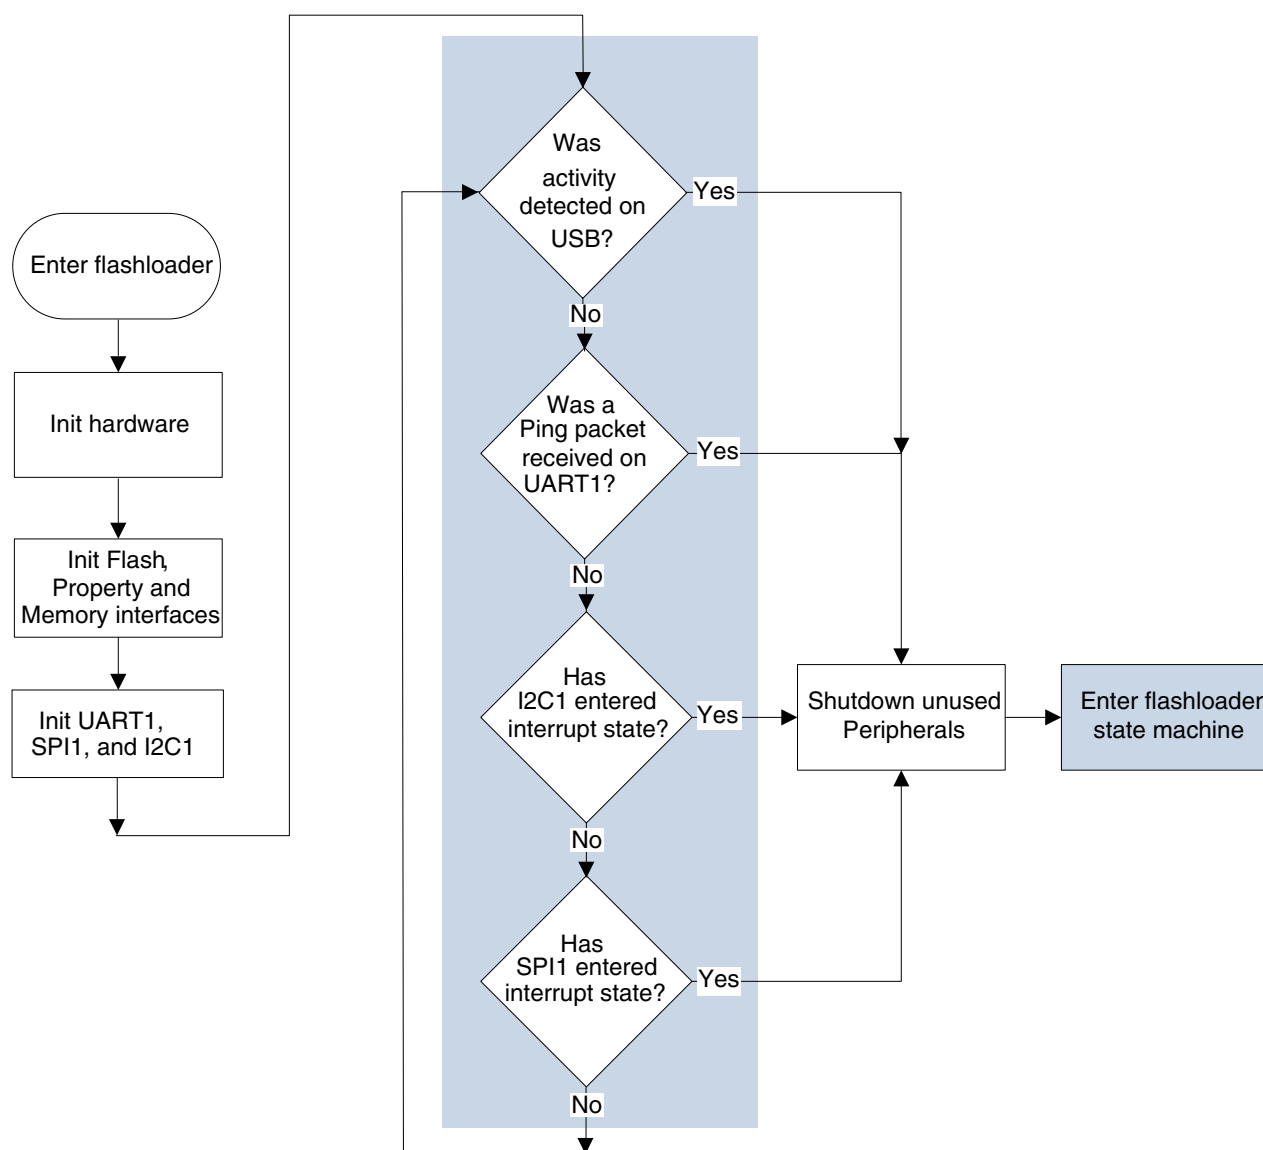 Enter flashloader
Init hardware
Init Flash,
Property and
Memory interfaces
Init UART1,
SPI1, and I2C1
Was
activity
detected on
USB?
Yes
No
Was a
Ping packet
received on
UART1?
Yes
No
Has
I2C1 entered
interrupt state?
Yes
No
Has
SPI1 entered
interrupt state?
Yes
No
Shutdown unused
Peripherals
Enter flashloader
state machine